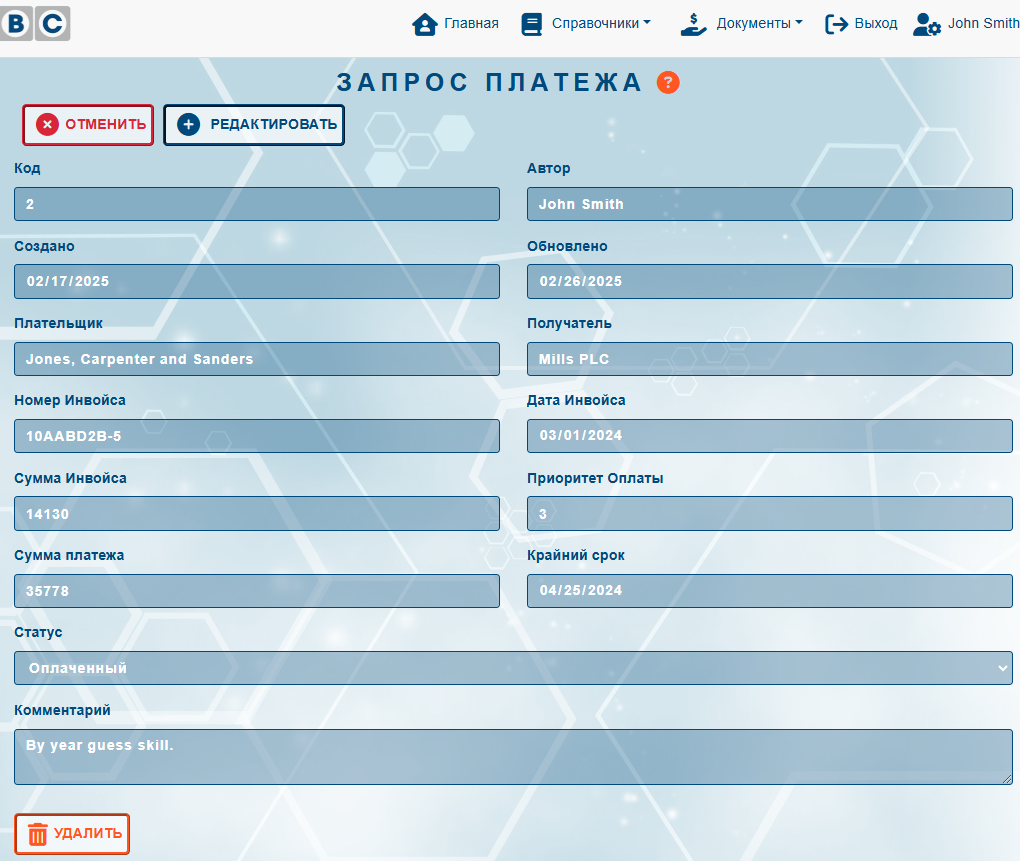 B C
Главная Справочники Документы Выход John Smith
ЗАПРОС ПЛАТЕЖА ?
ОТМЕНИТЬ РЕДАКТИРОВАТЬ
Код Автор
2 John Smith
Создано Обновлено
02/17/2025 02/26/2025
Плательщик Получатель
Jones, Carpenter and Sanders Mills PLC
Номер Инвойса Дата Инвойса
10AABD2B-5 03/01/2024
Сумма Инвойса Приоритет Оплаты
14130 3
Сумма платежа Крайний срок
35778 04/25/2024
Статус
Оплаченный
Комментарий
By year guess skill.
УДАЛИТЬ